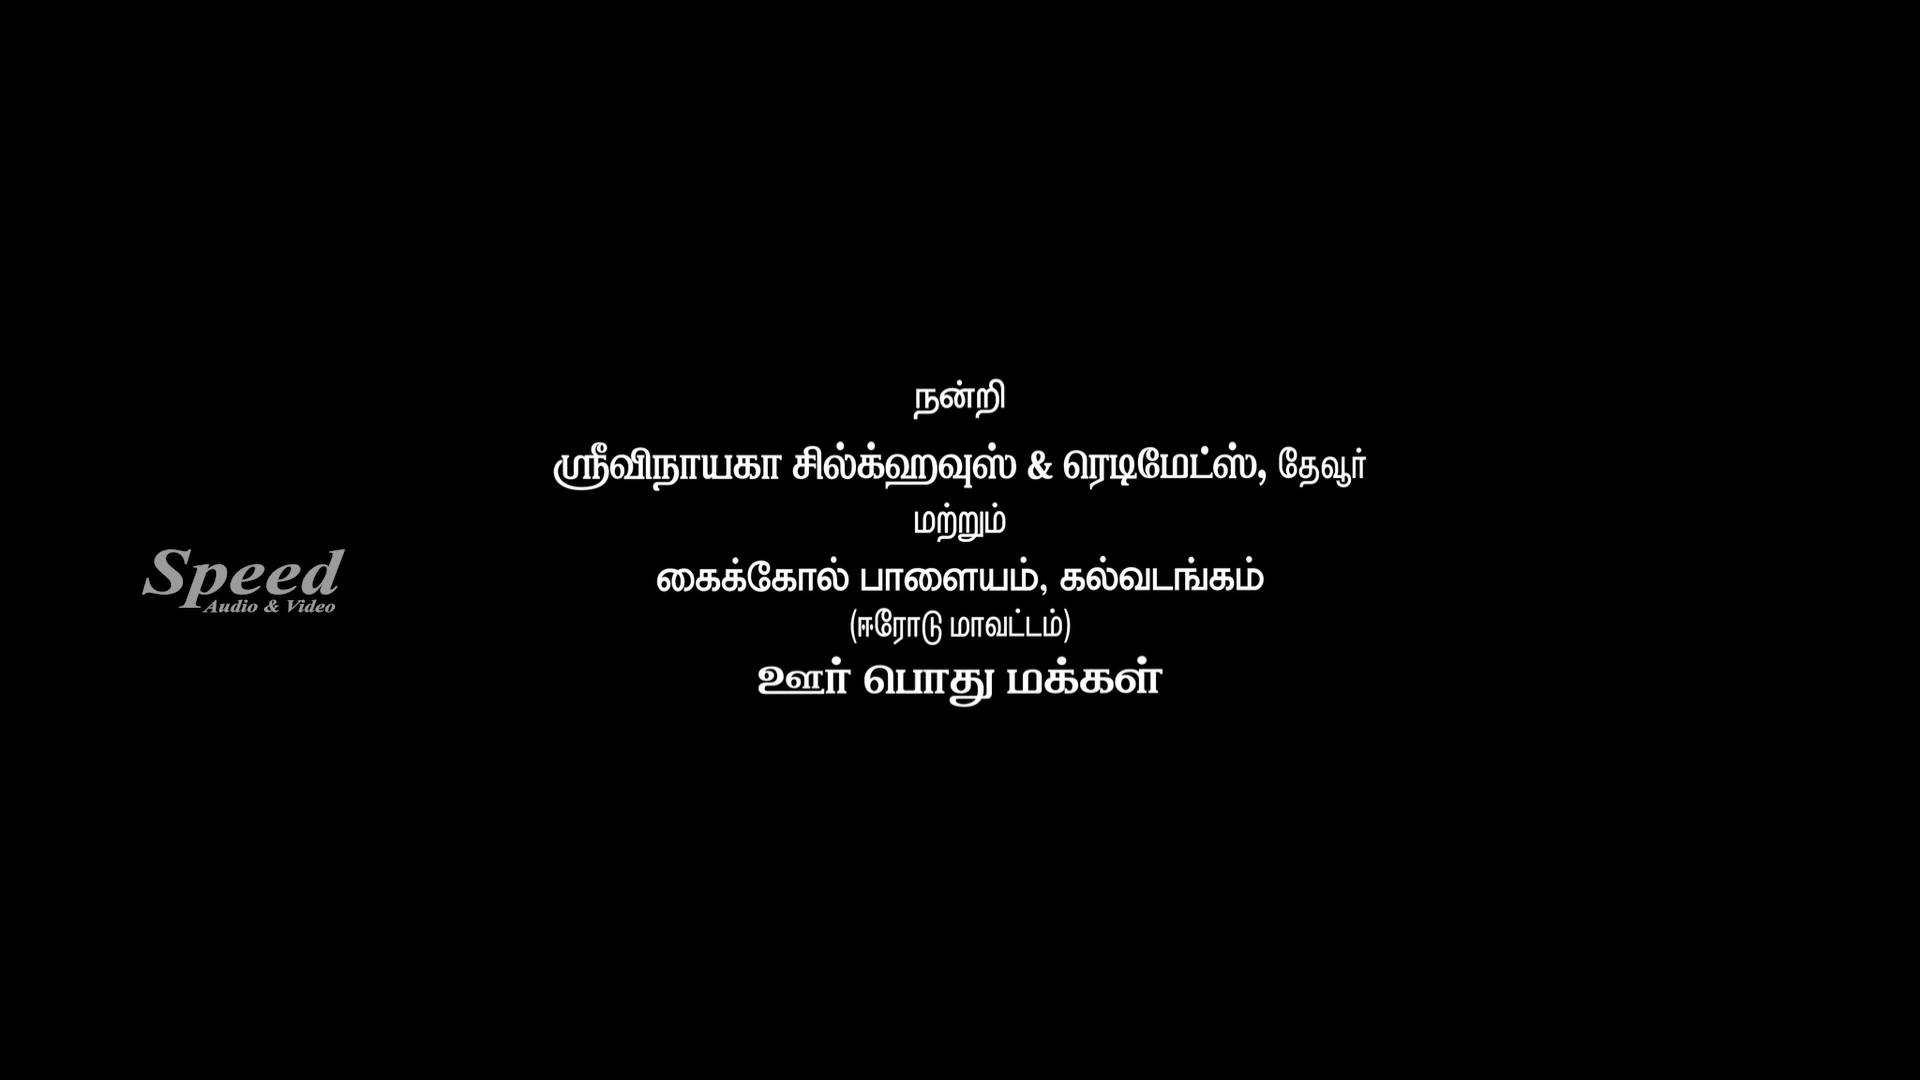 நன்றி
ஸ்ரீவிநாயகா சில்க்ஹவுஸ் & ரெடிமேட்ஸ், தேவூர்
மற்றும்
கைக்கோல் பாளையம், கல்வடங்கம்
(ஈரோடு மாவட்டம்)
ஊர் பொது மக்கள்
Speed
Audio & Video